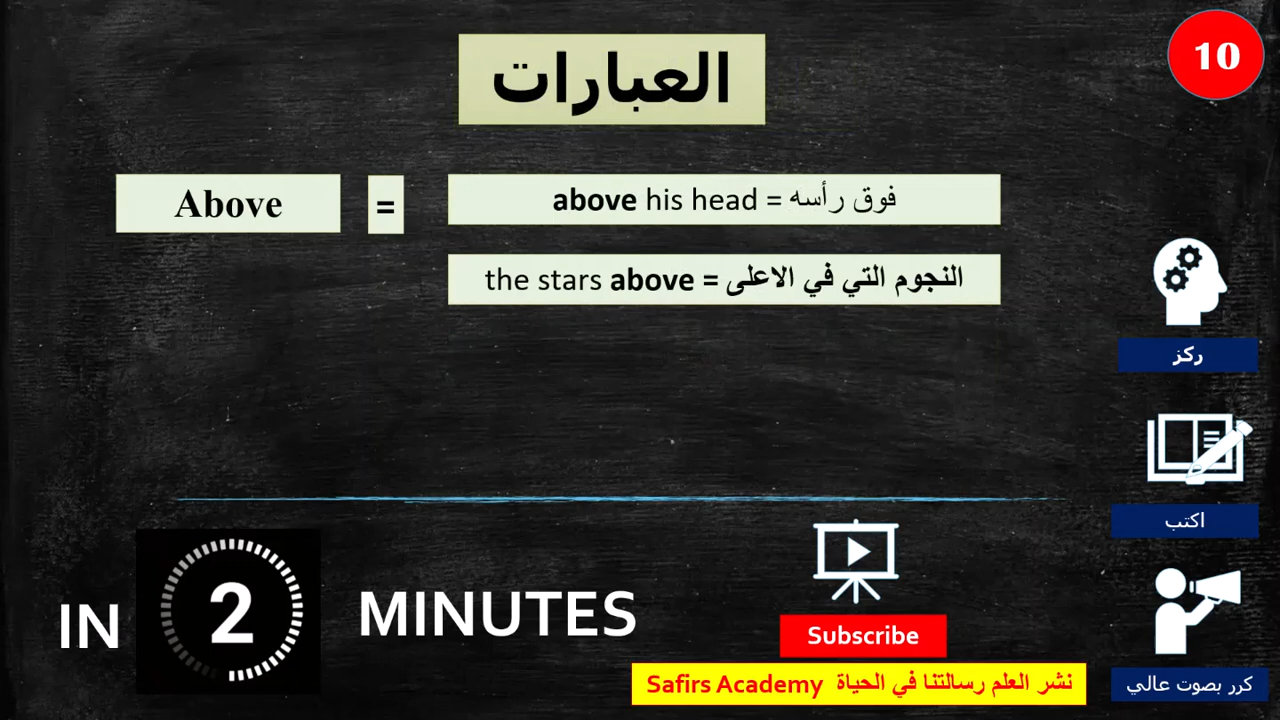 10
العبارات
Above
=
above his head = فوق رأسه
the stars above = النجوم التي في الاعلى
ركز
اكتب
IN 2 MINUTES
Subscribe
نشر العلم رسالتنا في الحياة Safirs Academy
كرر بصوت عالي